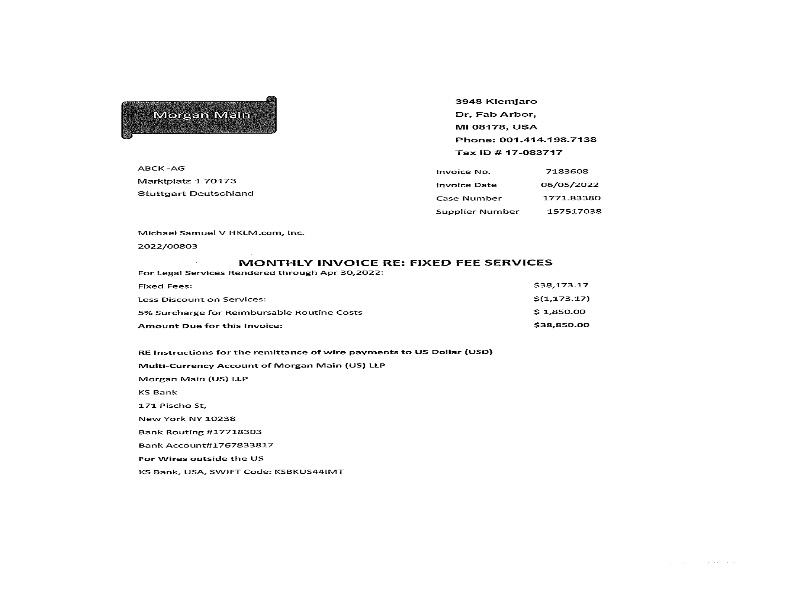 Morgan Main
3948 Klemjaro
Dr, Fab Arbor,
MI 08178, USA
Phone: 001.414.198.7138
Tax ID # 17-083717
ABCK -AG
Marktplatz 1 70173
Stuttgart Deutschland
Invoice No. 7183608
Invoice Date 06/05/2022
Case Number 1771.83380
Supplier Number 157517038
Michael Samuel V HKLM.com, Inc.
2022/00803
MONTHLY INVOICE RE: FIXED FEE SERVICES
For Legal Services Rendered through Apr 30,2022:
Fixed Fees: $38,173.17
Less Discount on Services: $(1,173.17)
5% Surcharge for Reimbursable Routine Costs $ 1,850.00
Amount Due for this Invoice: $38,850.00
RE Instructions for the remittance of wire payments to US Dollar (USD)
Multi-Currency Account of Morgan Main (US) LLP
Morgan Main (US) LLP
KS Bank
171 Pischo St,
New York NY 10238
Bank Routing #17718303
Bank Account#1767833817
For Wires outside the US
KS Bank, USA, SWIFT Code: KSBKUS44IMT